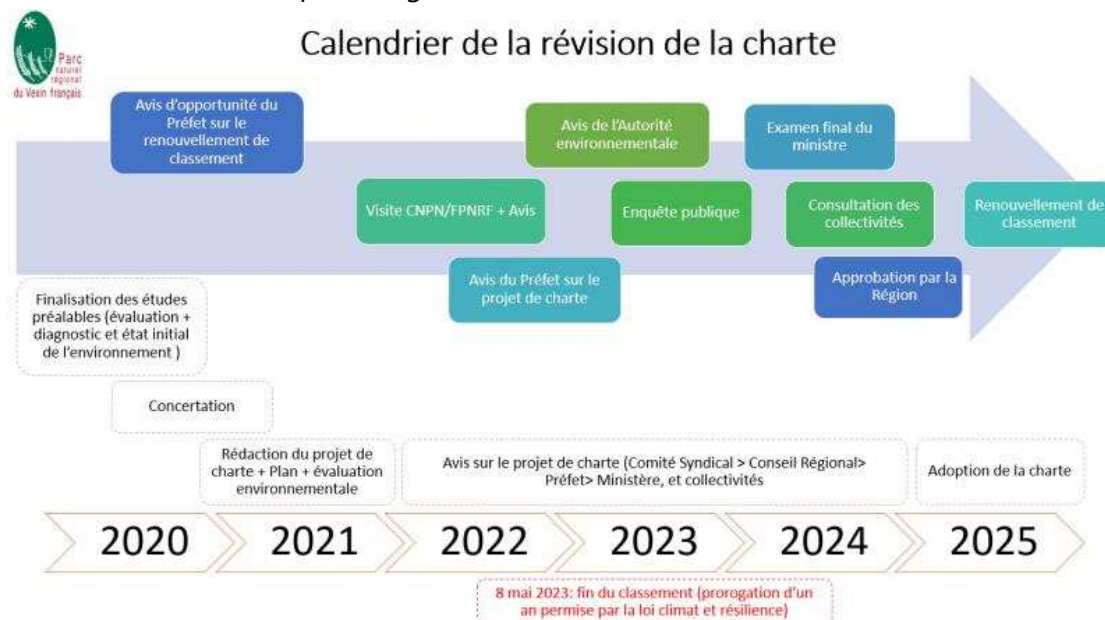 Calendrier de la révision de la charte
Parc
naturel
régional
du Vexin français
Avis d'opportunité du
Préfet sur le
renouvellement de
classement
Avis de l'Autorité
environnementale
Examen final du
ministre
Visite CNPN/FPNRF + Avis
Enquête publique
Consultation des
collectivités
Renouvellement de
classement
Avis du Préfet sur le
projet de charte
Approbation par la
Région
Finalisation des études
préalables (évaluation +
diagnostic et état initial
de l'environnement )
Concertation
Rédaction du projet de
charte + Plan + évaluation
environnementale
Avis sur le projet de charte (Comité Syndical > Conseil Régional>
Préfet> Ministère, et collectivités
Adoption de la charte
2020
2021
2022
2023
2024
2025
8 mai 2023: fin du classement (prorogation d'un
an permise par la loi climat et résilience)